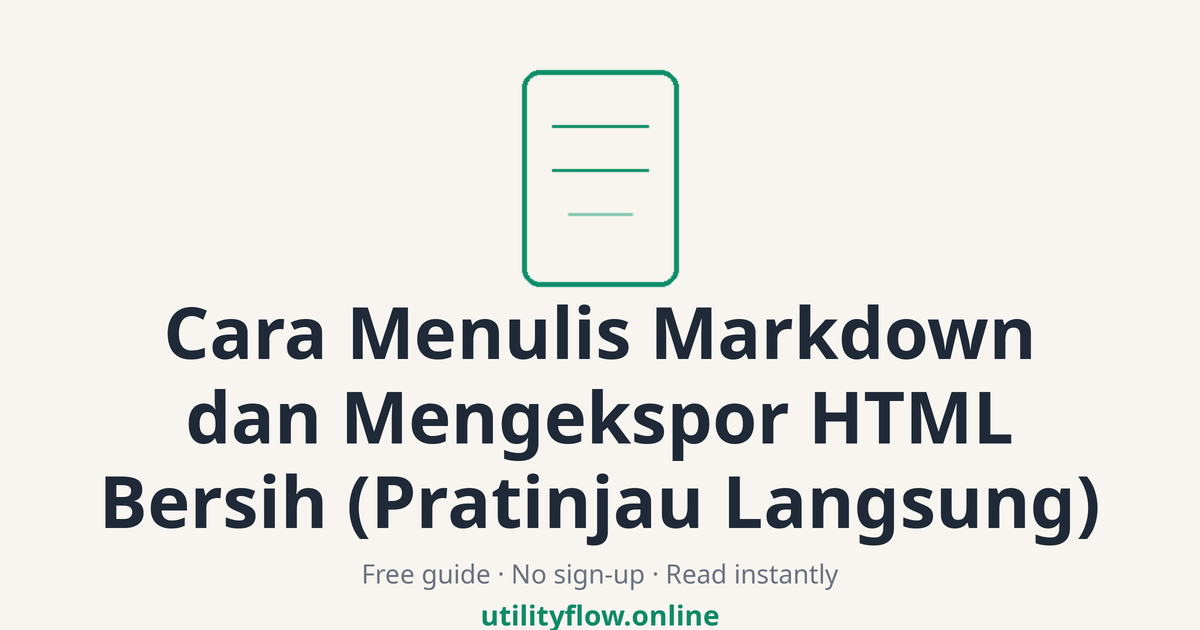 Cara Menulis Markdown
dan Mengekspor HTML
Bersih (Pratinjau Langsung)
Free guide · No sign-up · Read instantly
utilityflow.online